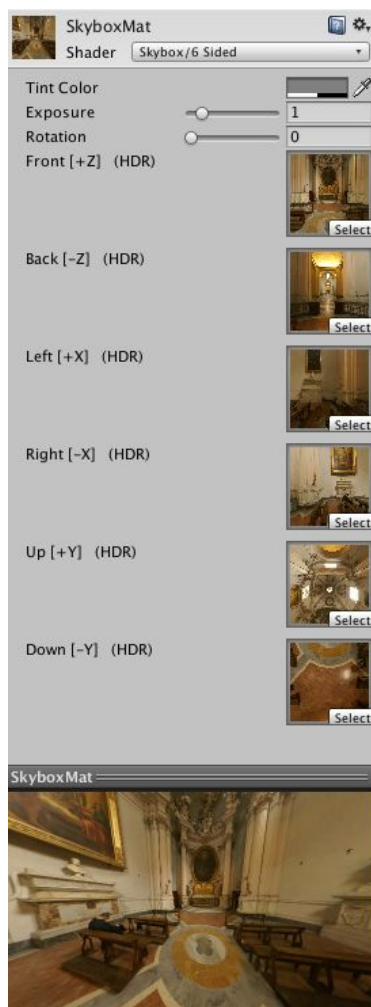 SkyboxMat
Shader Skybox/6 Sided
Tint Color
Exposure 1
Rotation 0
Front [+Z] (HDR)
Select
Back [-Z] (HDR)
Select
Left [+X] (HDR)
Select
Right [-X] (HDR)
Select
Up [+Y] (HDR)
Select
Down [-Y] (HDR)
Select
SkyboxMat